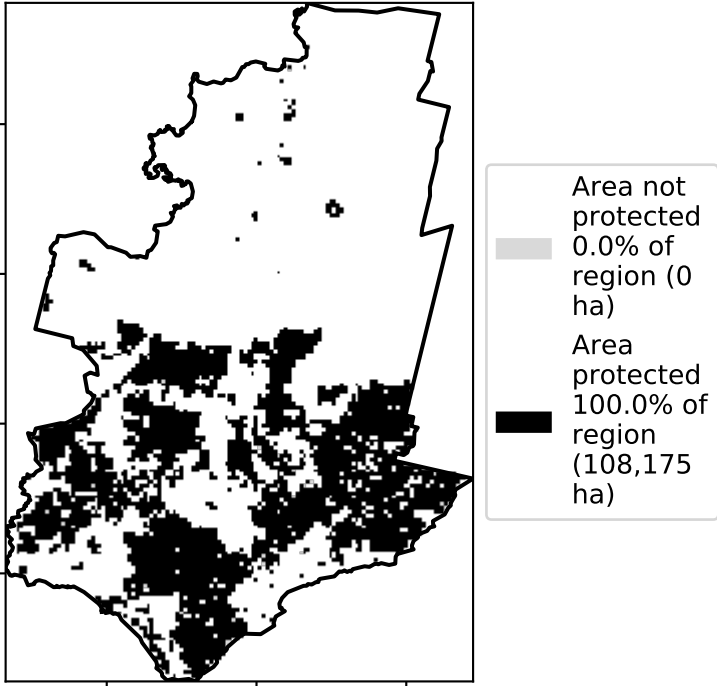 Area not
protected
0.0% of
region (0
ha)
Area
protected
100.0% of
region
(108,175
ha)